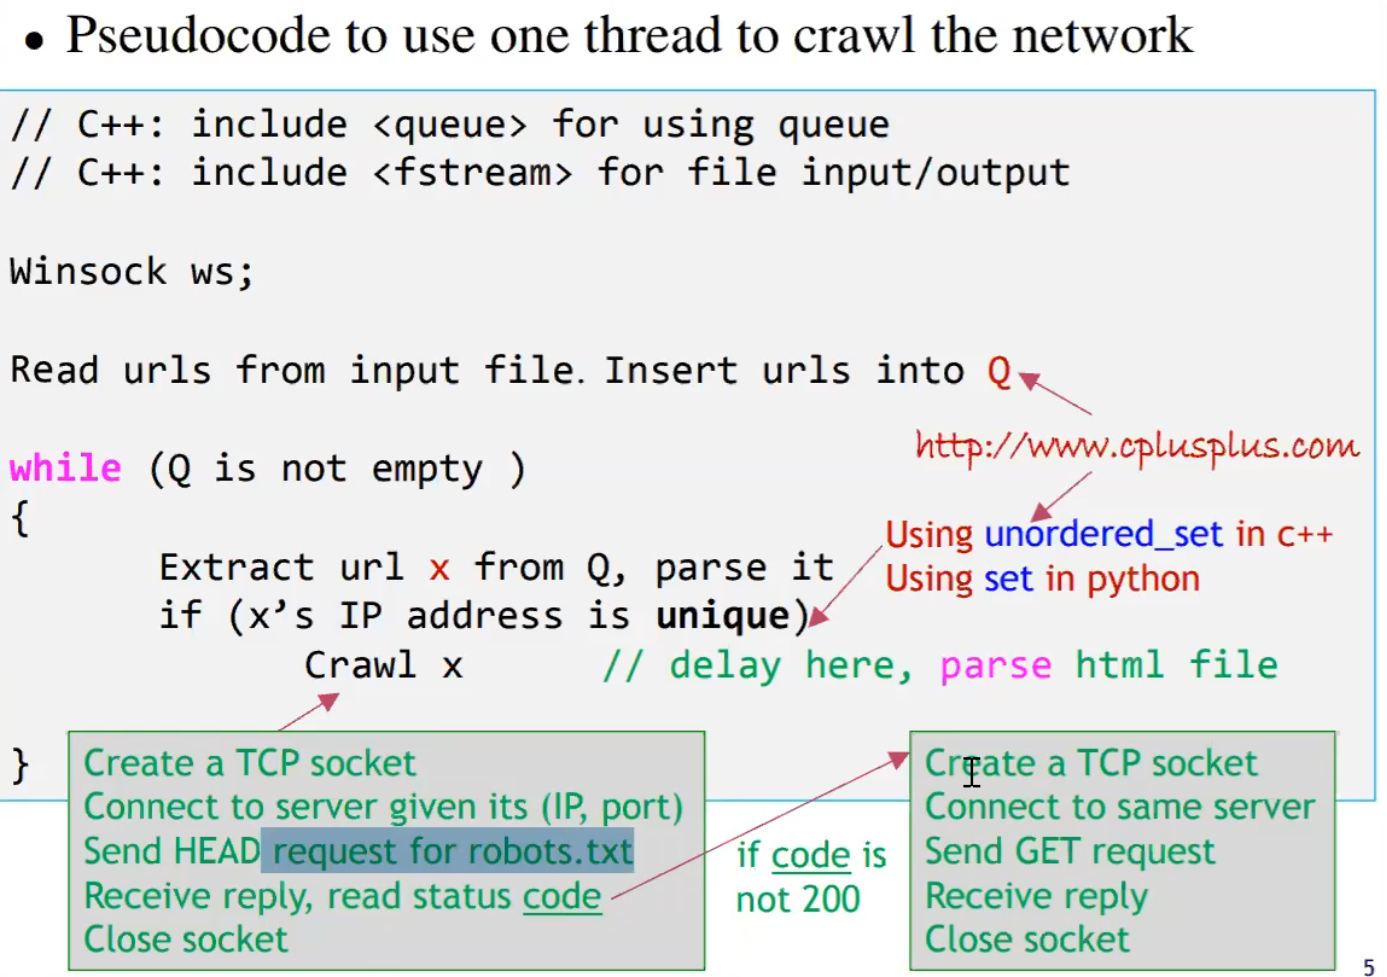 • Pseudocode to use one thread to crawl the network
// C++: include <queue> for using queue
// C++: include <fstream> for file input/output
Winsock ws;
Read urls from input file. Insert urls into Q
http://www.cplusplus.com
while (Q is not empty )
{
Using unordered_set in c++
Using set in python
Extract url x from Q, parse it
if (x’s IP address is unique)
Crawl x // delay here, parse html file
}
Create a TCP socket
Connect to server given its (IP, port)
Send HEAD request for robots.txt
Receive reply, read status code
Close socket
if code is
not 200
Create a TCP socket
Connect to same server
Send GET request
Receive reply
Close socket
5